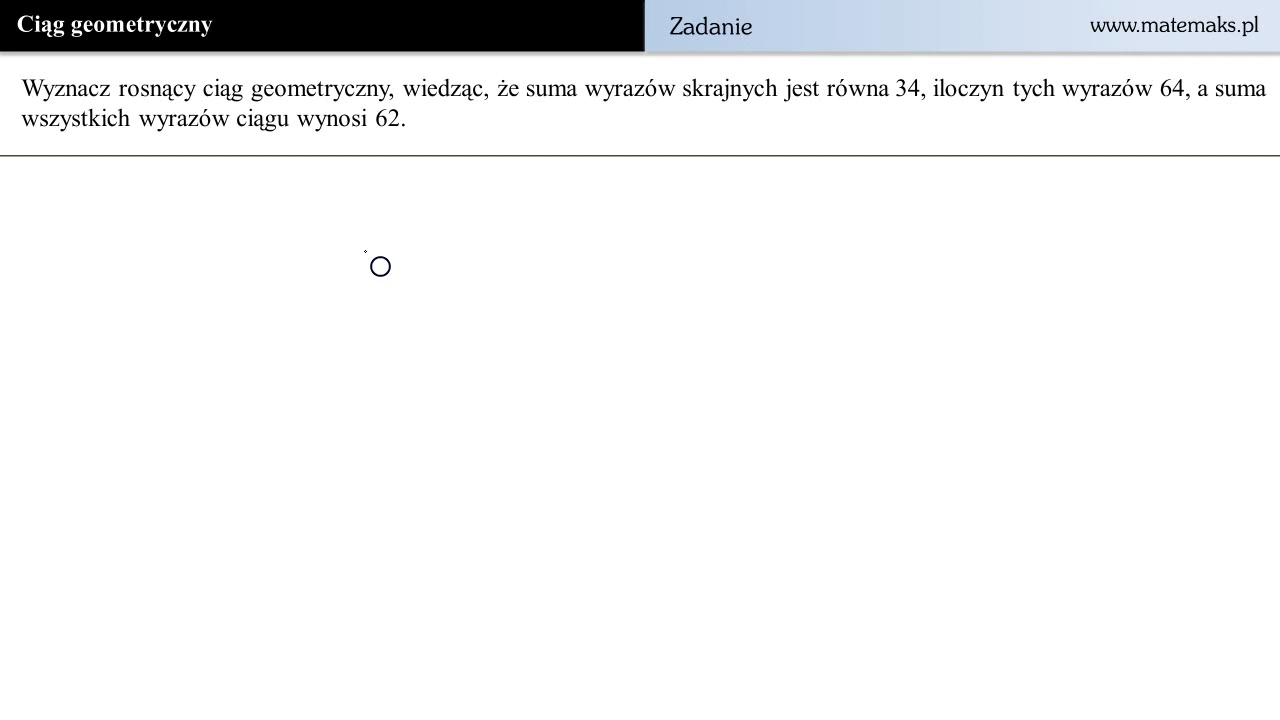 Ciąg geometryczny
Zadanie
www.matemaks.pl
Wyznacz rosnący ciąg geometryczny, wiedząc, że suma wyrazów skrajnych jest równa 34, iloczyn tych wyrazów 64, a suma
wszystkich wyrazów ciągu wynosi 62.